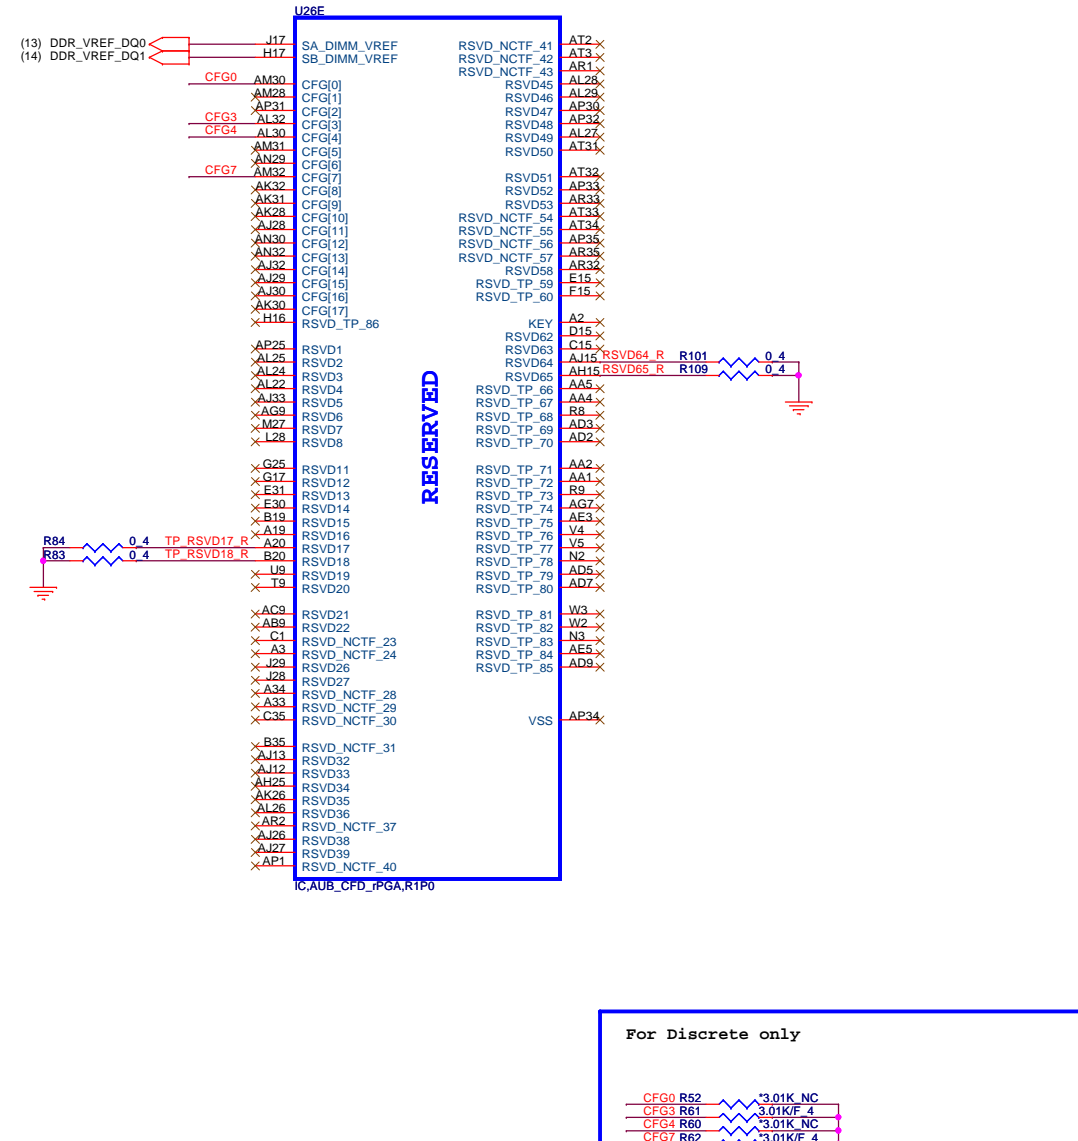 U26E
(13) DDR_VREF_DQ0 J17 SA_DIMM_VREF RSVD_NCTF_41 AT2
(14) DDR_VREF_DQ1 H17 SB_DIMM_VREF RSVD_NCTF_42 AT3
RSVD_NCTF_43 AR1
CFG0 AM30 CFG[0] RSVD45 AL28
AM28 CFG[1] RSVD46 AL29
AP31 CFG[2] RSVD47 AP30
CFG3 AL32 CFG[3] RSVD48 AP32
CFG4 AL30 CFG[4] RSVD49 AL27
AM31 CFG[5] RSVD50 AT31
AN29 CFG[6]
CFG7 AM32 CFG[7] RSVD51 AT32
AK32 CFG[8] RSVD52 AP33
AK31 CFG[9] RSVD53 AR33
AK28 CFG[10] RSVD_NCTF_54 AT33
AJ28 CFG[11] RSVD_NCTF_55 AT34
AN30 CFG[12] RSVD_NCTF_56 AP35
AN32 CFG[13] RSVD_NCTF_57 AR35
AJ32 CFG[14] RSVD58 AR32
AJ29 CFG[15] RSVD_TP_59 E15
AJ30 CFG[16] RSVD_TP_60 F15
AK30 CFG[17]
H16 RSVD_TP_86 KEY A2
RSVD62 D15
AP25 RSVD1 RSVD63 C15
AL25 RSVD2 RSVD64 AJ15 RSVD64_R R101 0_4
AL24 RSVD3 RSVD65 AH15 RSVD65_R R109 0_4
AL22 RSVD4 RSVD_TP_66 AA5
AJ33 RSVD5 RSVD_TP_67 AA4
AG9 RSVD6 RSVD_TP_68 R8
M27 RSVD7 RSVD_TP_69 AD3
L28 RSVD8 RSVD_TP_70 AD2
RESERVED
G25 RSVD11 RSVD_TP_71 AA2
G17 RSVD12 RSVD_TP_72 AA1
E31 RSVD13 RSVD_TP_73 R9
E30 RSVD14 RSVD_TP_74 AG7
B19 RSVD15 RSVD_TP_75 AE3
A19 RSVD16 RSVD_TP_76 V4
R84 0_4 TP_RSVD17_R A20 RSVD17 RSVD_TP_77 V5
R83 0_4 TP_RSVD18_R B20 RSVD18 RSVD_TP_78 N2
U9 RSVD19 RSVD_TP_79 AD5
T9 RSVD20 RSVD_TP_80 AD7
AC9 RSVD21 RSVD_TP_81 W3
AB9 RSVD22 RSVD_TP_82 W2
C1 RSVD_NCTF_23 RSVD_TP_83 N3
A3 RSVD_NCTF_24 RSVD_TP_84 AE5
J29 RSVD26 RSVD_TP_85 AD9
J28 RSVD27
A34 RSVD_NCTF_28
A33 RSVD_NCTF_29
C35 RSVD_NCTF_30 VSS AP34
B35 RSVD_NCTF_31
AJ13 RSVD32
AJ12 RSVD33
AH25 RSVD34
AK26 RSVD35
AL26 RSVD36
AR2 RSVD_NCTF_37
AJ26 RSVD38
AJ27 RSVD39
AP1 RSVD_NCTF_40
IC,AUB_CFD_rPGA,R1P0
For Discrete only
CFG0 R52 *3.01K_NC
CFG3 R61 3.01K/F_4
CFG4 R60 *3.01K_NC
CFG7 R62 *3.01K/F_4